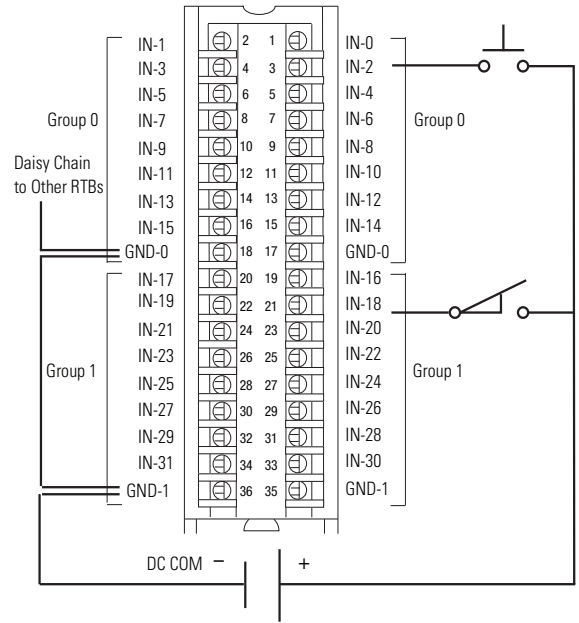 IN-1 2 1 IN-0
IN-3 4 3 IN-2
IN-5 6 5 IN-4
IN-7 8 7 IN-6
Group 0
Group 0
IN-9 10 9 IN-8
Daisy Chain
to Other RTBs
IN-11 12 11 IN-10
IN-13 14 13 IN-12
IN-15 16 15 IN-14
GND-0 18 17 GND-0
IN-17 20 19 IN-16
IN-19 22 21 IN-18
IN-21 24 23 IN-20
IN-23 26 25 IN-22
Group 1
Group 1
IN-25 28 27 IN-24
IN-27 30 29 IN-26
IN-29 32 31 IN-28
IN-31 34 33 IN-30
GND-1 36 35 GND-1
DC COM – +